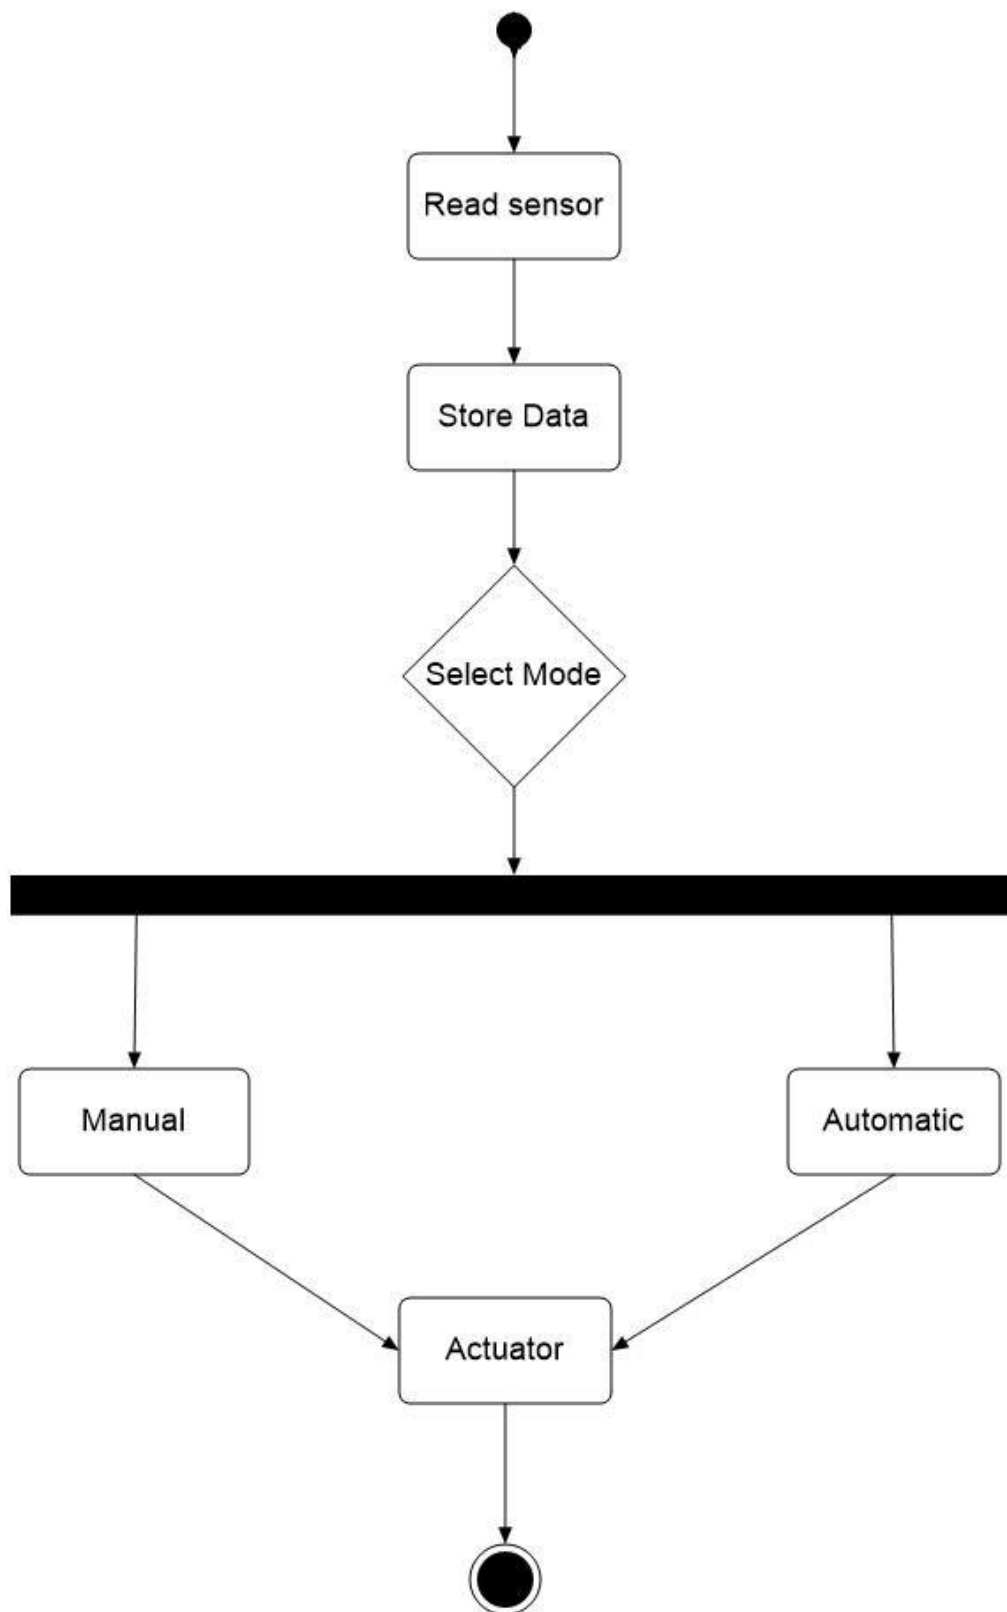 Read sensor
Store Data
Select Mode
Manual
Automatic
Actuator